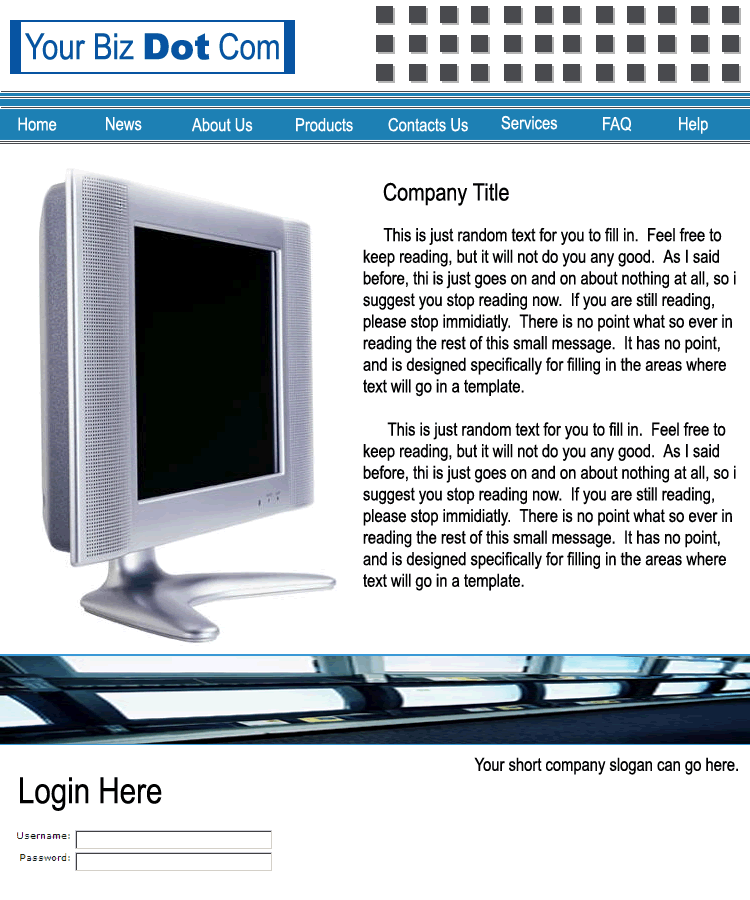 Your Biz Dot Com
Home News About Us Products Contacts Us Services FAQ Help
Company Title
This is just random text for you to fill in. Feel free to
keep reading, but it will not do you any good. As I said
before, thi is just goes on and on about nothing at all, so i
suggest you stop reading now. If you are still reading,
please stop immidiatly. There is no point what so ever in
reading the rest of this small message. It has no point,
and is designed specifically for filling in the areas where
text will go in a template.
This is just random text for you to fill in. Feel free to
keep reading, but it will not do you any good. As I said
before, thi is just goes on and on about nothing at all, so i
suggest you stop reading now. If you are still reading,
please stop immidiatly. There is no point what so ever in
reading the rest of this small message. It has no point,
and is designed specifically for filling in the areas where
text will go in a template.
Your short company slogan can go here.
Login Here
Username:
Password: